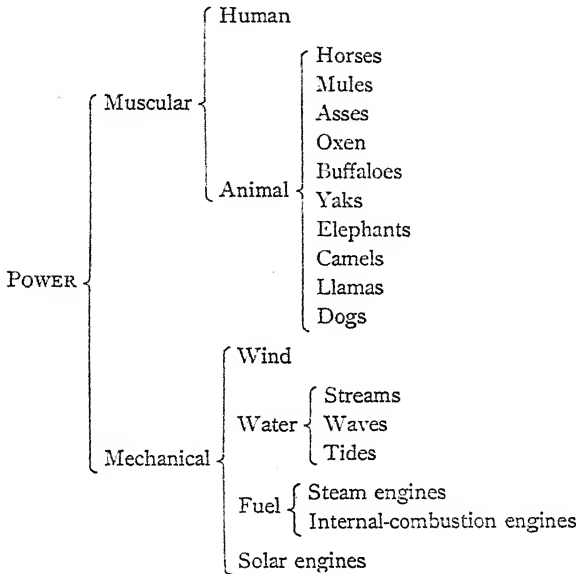 Human
Horses
Mules
Muscular
Asses
Oxen
Buffaloes
Animal
Yaks
Elephants
Camels
POWER
Llamas
Dogs
Wind
Streams
Water
Waves
Mechanical
Tides
Fuel
Steam engines
Internal-combustion engines
Solar engines